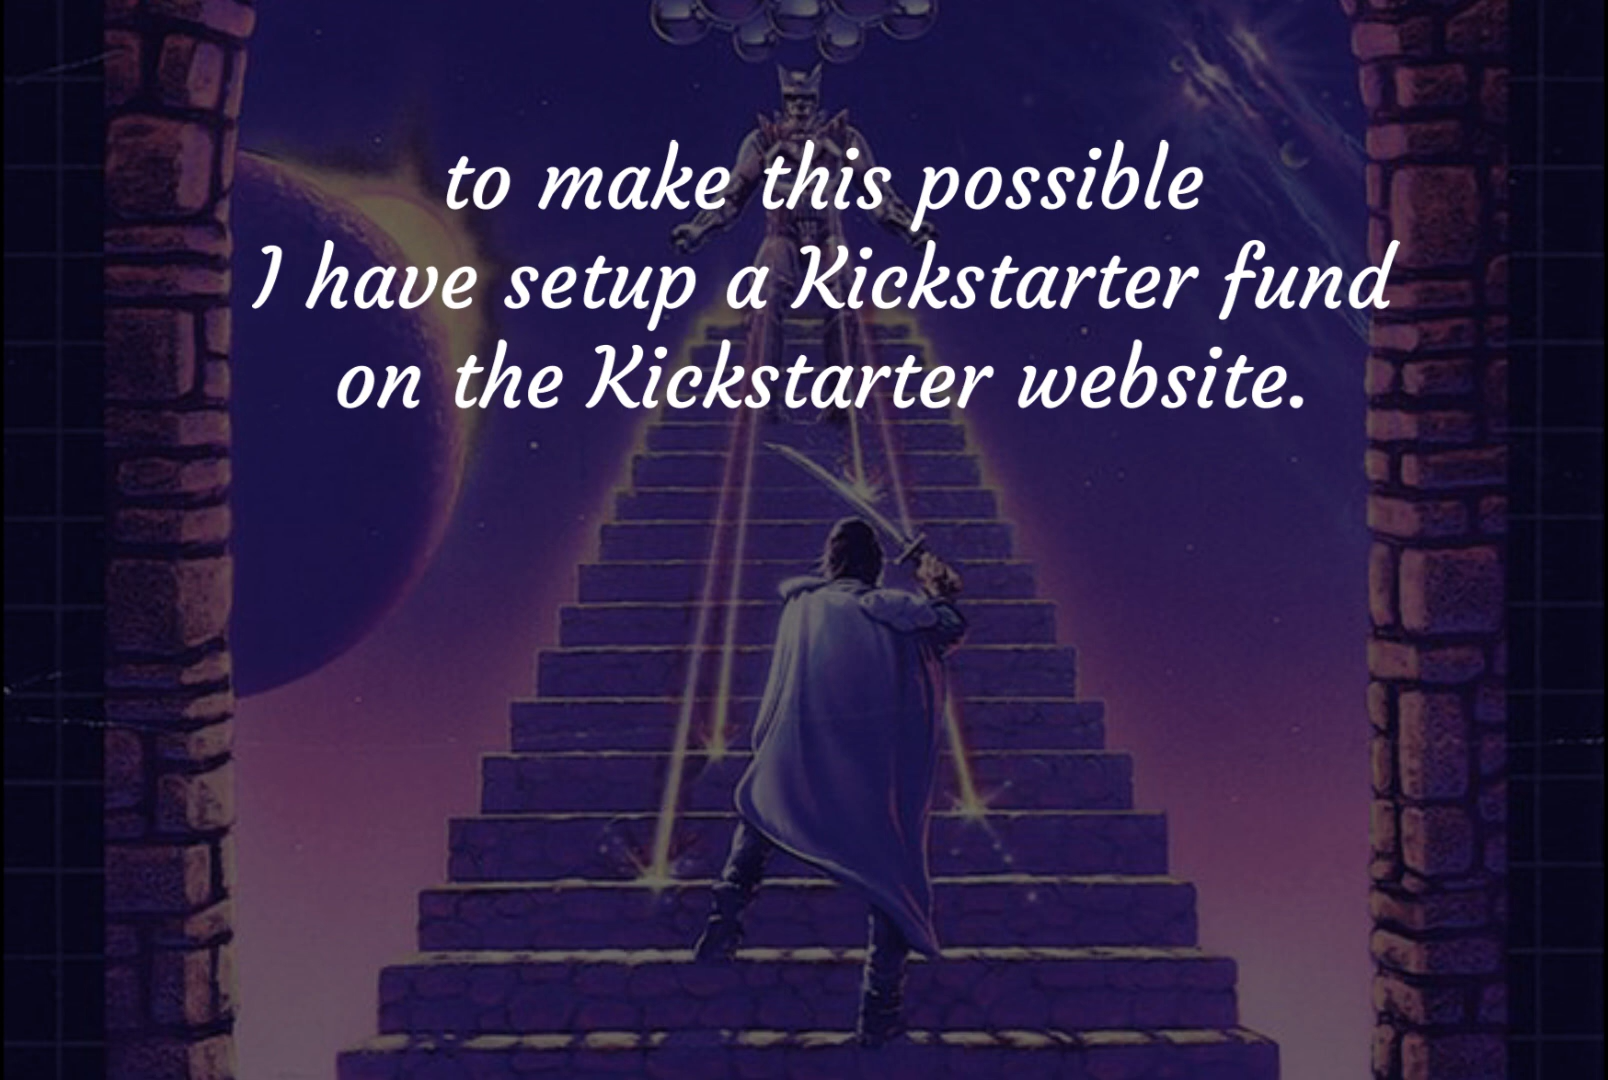 to make this possible
I have setup a Kickstarter fund
on the Kickstarter website.